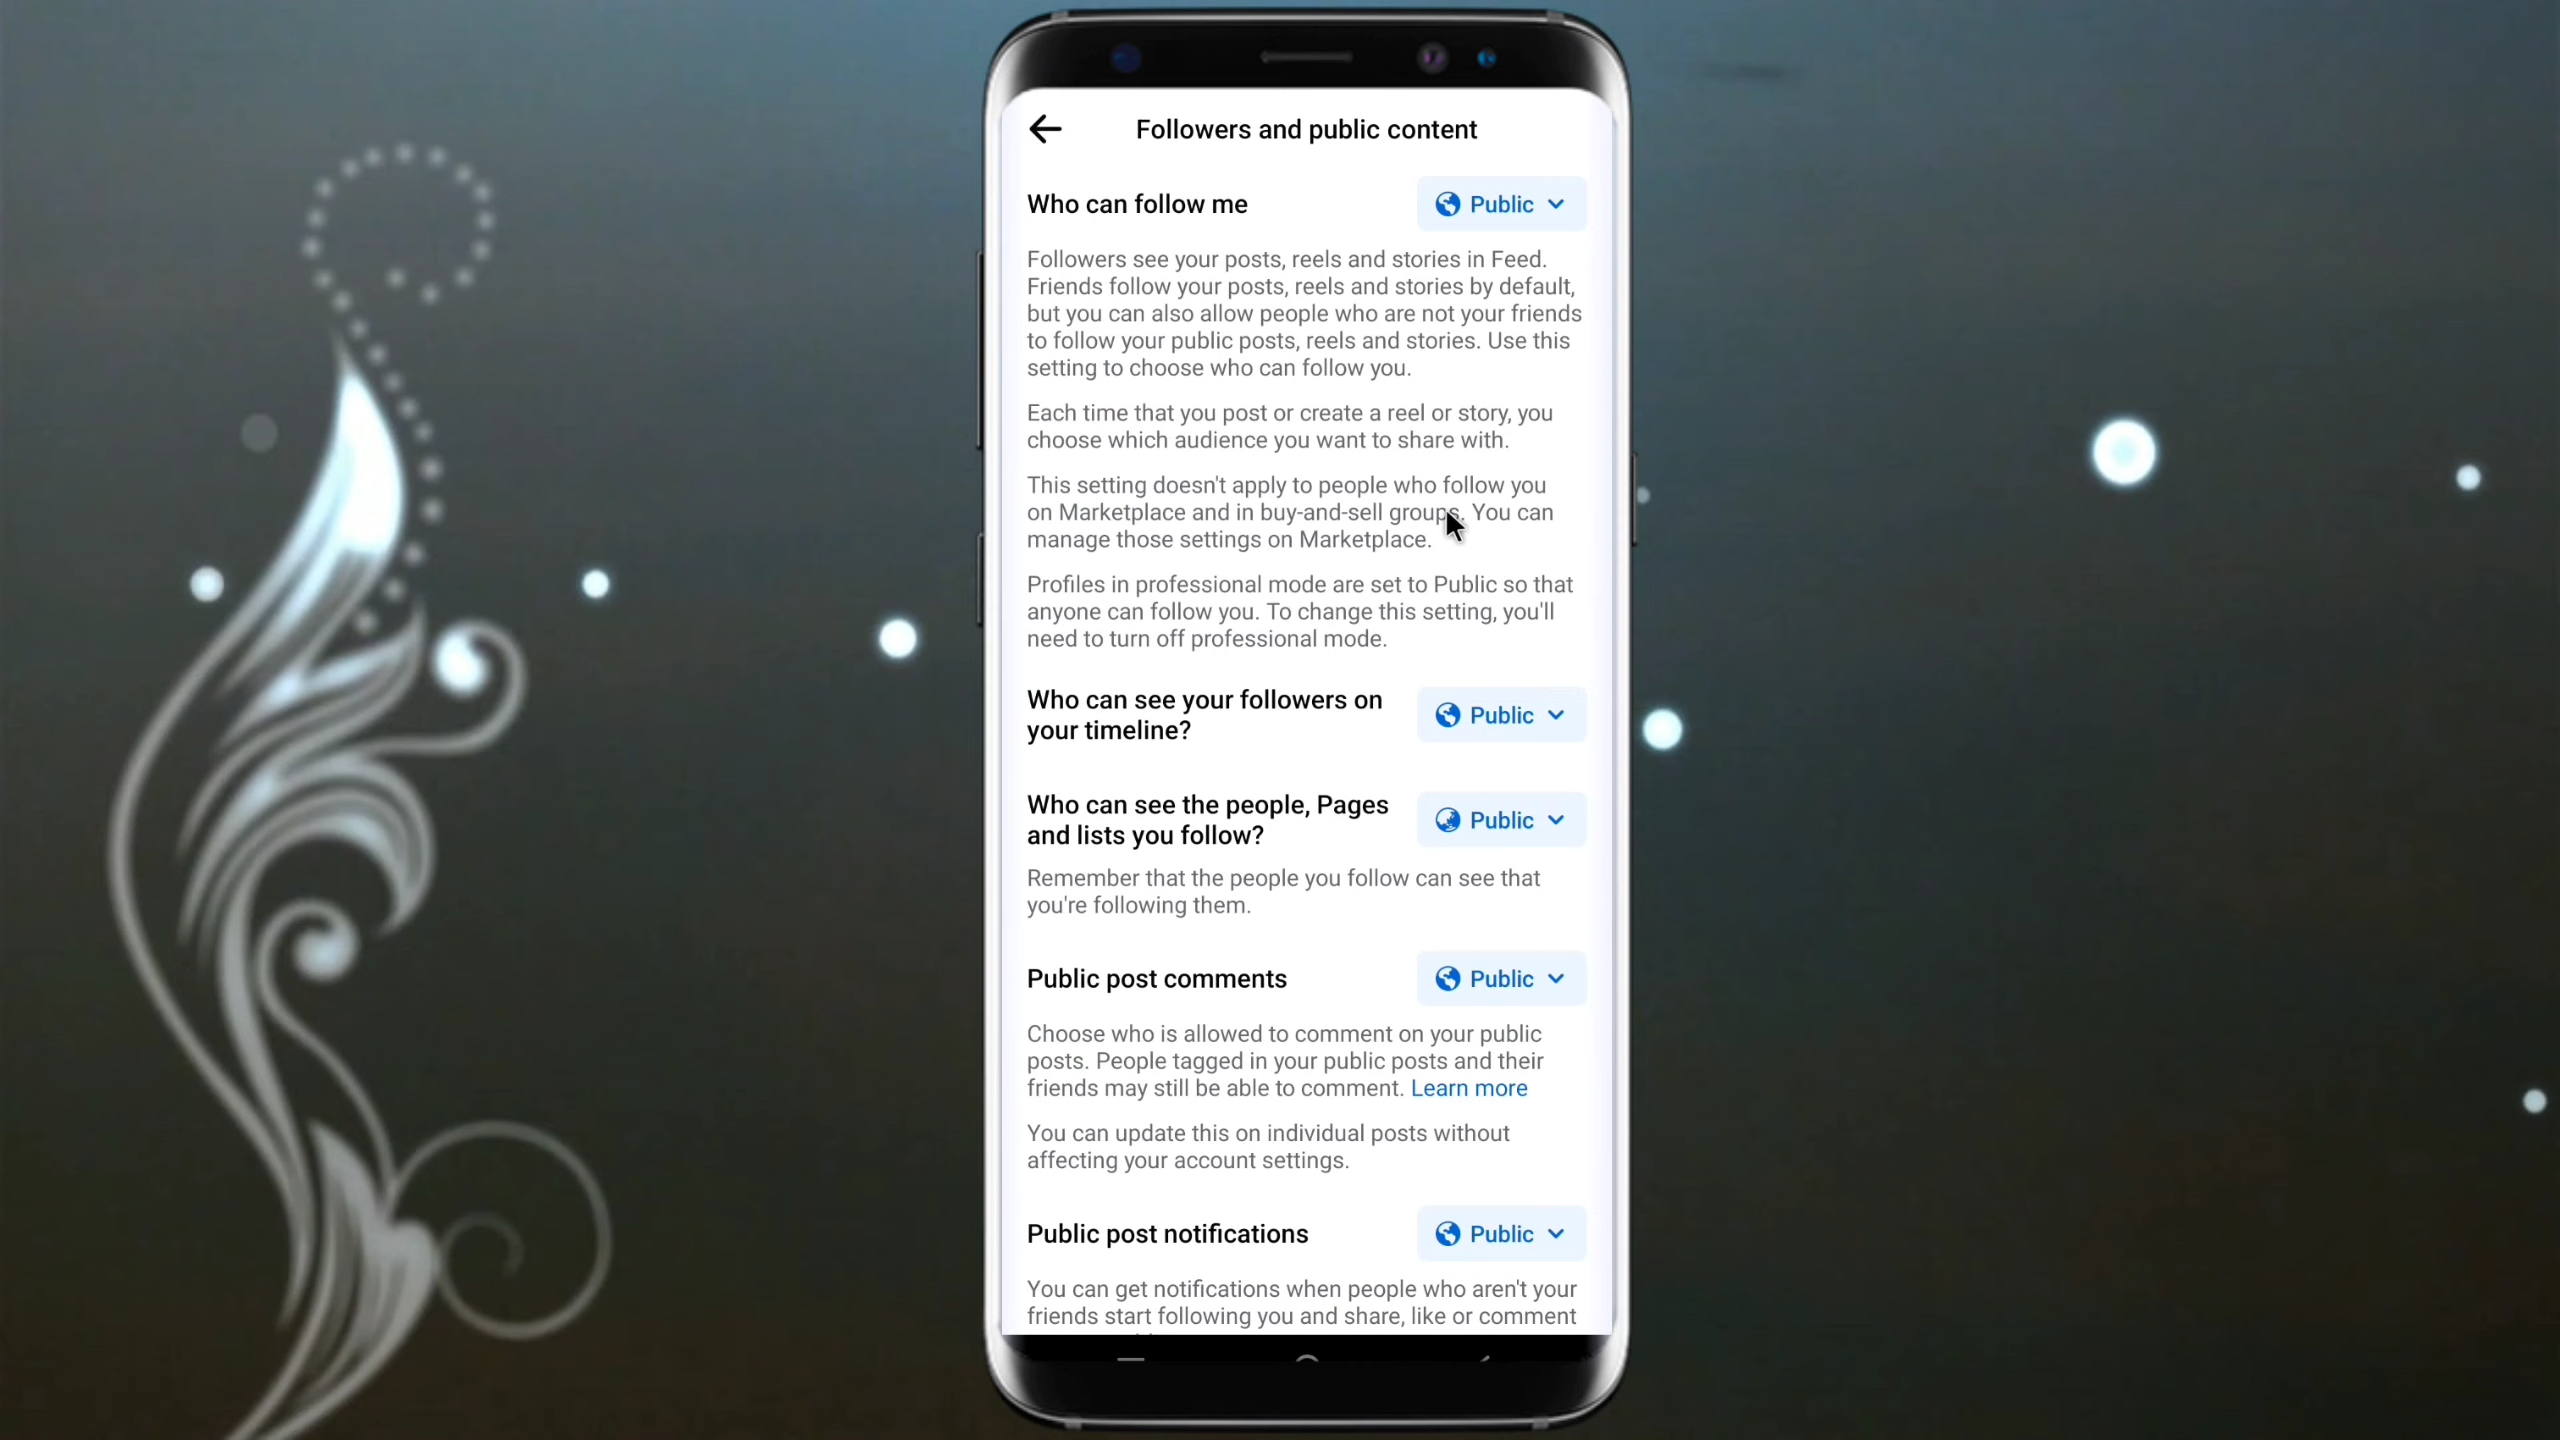 Followers and public content
Who can follow me
Public
Followers see your posts, reels and stories in Feed.
Friends follow your posts, reels and stories by default,
but you can also allow people who are not your friends
to follow your public posts, reels and stories. Use this
setting to choose who can follow you.
Each time that you post or create a reel or story, you
choose which audience you want to share with.
This setting doesn't apply to people who follow you
on Marketplace and in buy-and-sell groups. You can
manage those settings on Marketplace.
Profiles in professional mode are set to Public so that
anyone can follow you. To change this setting, you'll
need to turn off professional mode.
Who can see your followers on
your timeline?
Public
Who can see the people, Pages
and lists you follow?
Public
Remember that the people you follow can see that
you're following them.
Public post comments
Public
Choose who is allowed to comment on your public
posts. People tagged in your public posts and their
friends may still be able to comment. Learn more
You can update this on individual posts without
affecting your account settings.
Public post notifications
Public
You can get notifications when people who aren't your
friends start following you and share, like or comment